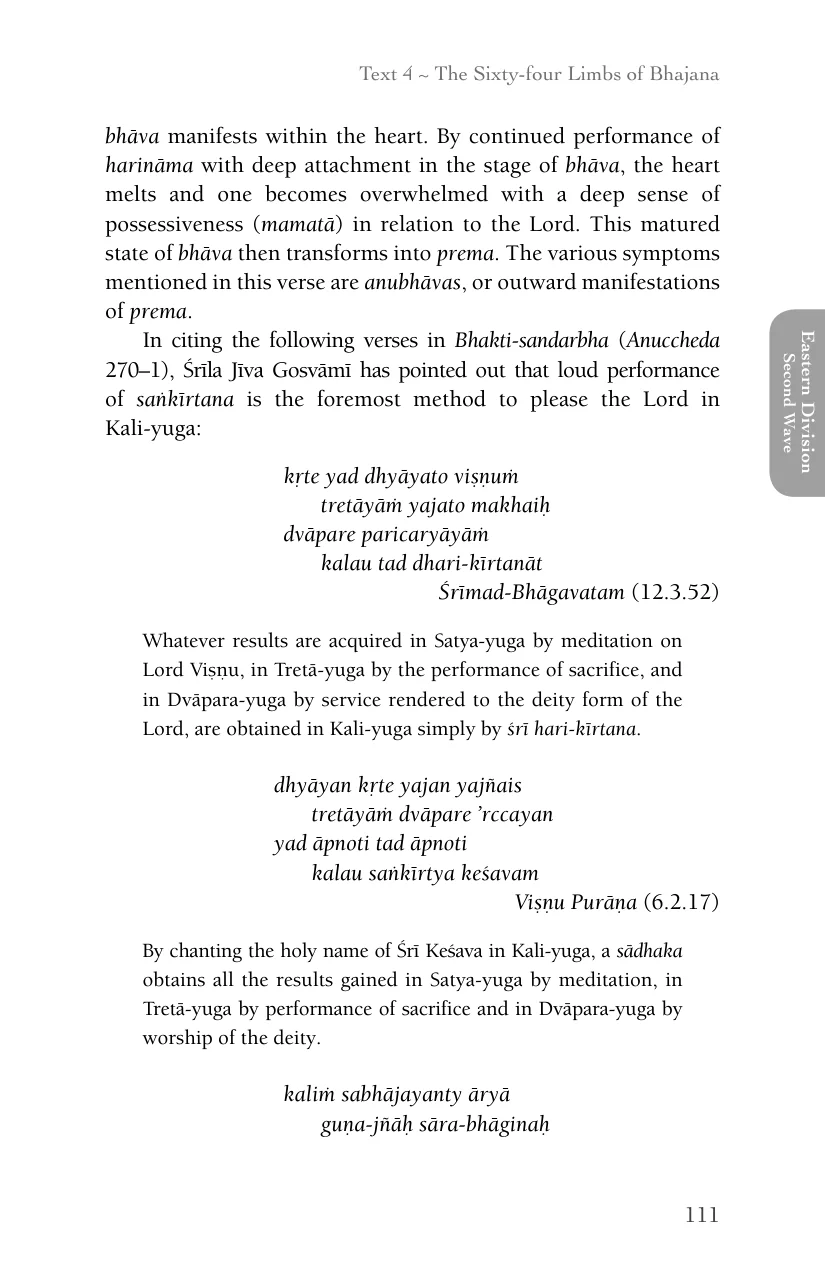 Text 4 ~ The Sixty-four Limbs of Bhajana
bhāva manifests within the heart. By continued performance of
harināma with deep attachment in the stage of bhāva, the heart
melts and one becomes overwhelmed with a deep sense of
possessiveness (mamatā) in relation to the Lord. This matured
state of bhāva then transforms into prema. The various symptoms
mentioned in this verse are anubhāvas, or outward manifestations
of prema.
In citing the following verses in Bhakti-sandarbha (Anuccheda
270–1), Śrīla Jīva Gosvāmī has pointed out that loud performance
of saṅkīrtana is the foremost method to please the Lord in
Kali-yuga:
kṛte yad dhyāyato viṣṇuṁ
tretāyāṁ yajato makhaiḥ
dvāpare paricaryāyāṁ
kalau tad dhari-kīrtanāt
Śrīmad-Bhāgavatam (12.3.52)
Whatever results are acquired in Satya-yuga by meditation on
Lord Viṣṇu, in Tretā-yuga by the performance of sacrifice, and
in Dvāpara-yuga by service rendered to the deity form of the
Lord, are obtained in Kali-yuga simply by śrī hari-kīrtana.
dhyāyan kṛte yajan yajñais
tretāyāṁ dvāpare ’rccayan
yad āpnoti tad āpnoti
kalau saṅkīrtya keśavam
Viṣṇu Purāṇa (6.2.17)
By chanting the holy name of Śrī Keśava in Kali-yuga, a sādhaka
obtains all the results gained in Satya-yuga by meditation, in
Tretā-yuga by performance of sacrifice and in Dvāpara-yuga by
worship of the deity.
kaliṁ sabhājayanty āryā
guṇa-jñāḥ sāra-bhāginaḥ
Eastern Division
Second Wave
111